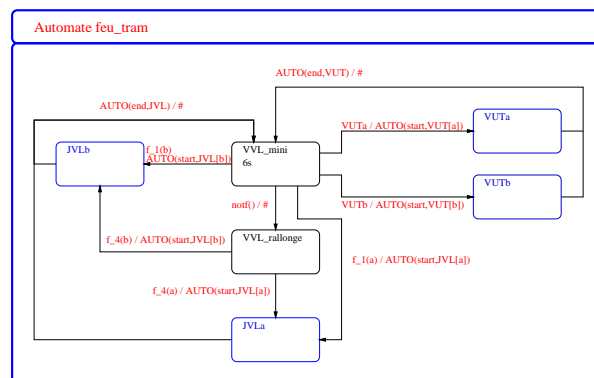 Automate feu_tram
AUTO(end,VUT) / #
AUTO(end,JVL) / #
VUTa / AUTO(start,VUT[a])
VUTa
JVLb
f_1(b)
AUTO(start,JVL[b])
VVL_mini
6s
VUTb
VUTb / AUTO(start,VUT[b])
notf() / #
f_4(b) / AUTO(start,JVL[b])
VVL_rallonge
f_1(a) / AUTO(start,JVL[a])
f_4(a) / AUTO(start,JVL[a])
JVLa